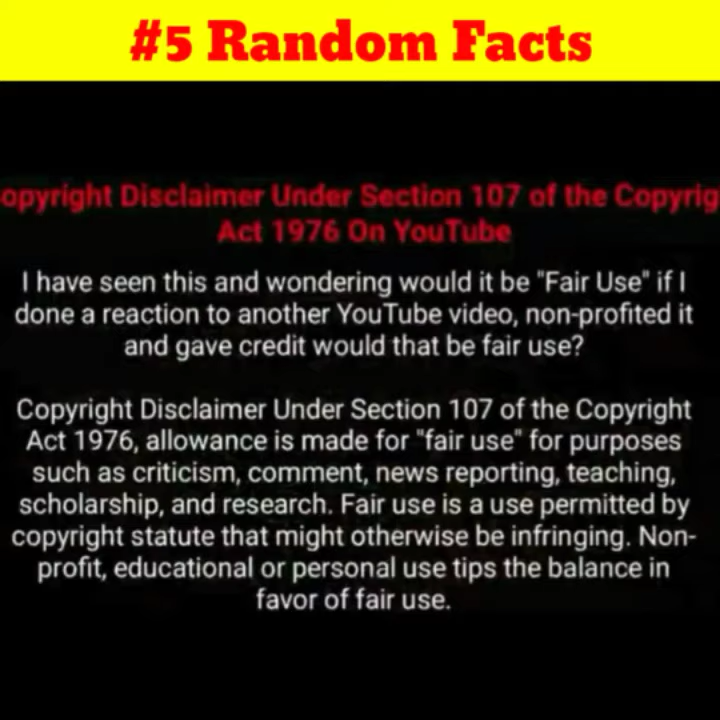 #5 Random Facts
opyright Disclaimer Under Section 107 of the Copyrig
Act 1976 On YouTube
I have seen this and wondering would it be "Fair Use" if I
done a reaction to another YouTube video, non-profited it
and gave credit would that be fair use?
Copyright Disclaimer Under Section 107 of the Copyright
Act 1976, allowance is made for "fair use" for purposes
such as criticism, comment, news reporting, teaching,
scholarship, and research. Fair use is a use permitted by
copyright statute that might otherwise be infringing. Non-
profit, educational or personal use tips the balance in
favor of fair use.